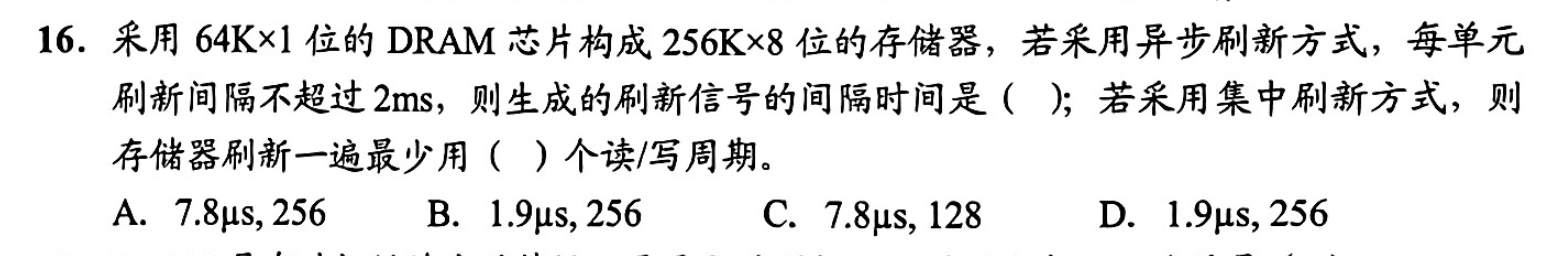 16. 采用 64K×1 位的 DRAM 芯片构成 256K×8 位的存储器，若采用异步刷新方式，每单元
刷新间隔不超过 2ms，则生成的刷新信号的间隔时间是（ ）；若采用集中刷新方式，则
存储器刷新一遍最少用（ ）个读/写周期。
A. 7.8μs, 256 B. 1.9μs, 256 C. 7.8μs, 128 D. 1.9μs, 256